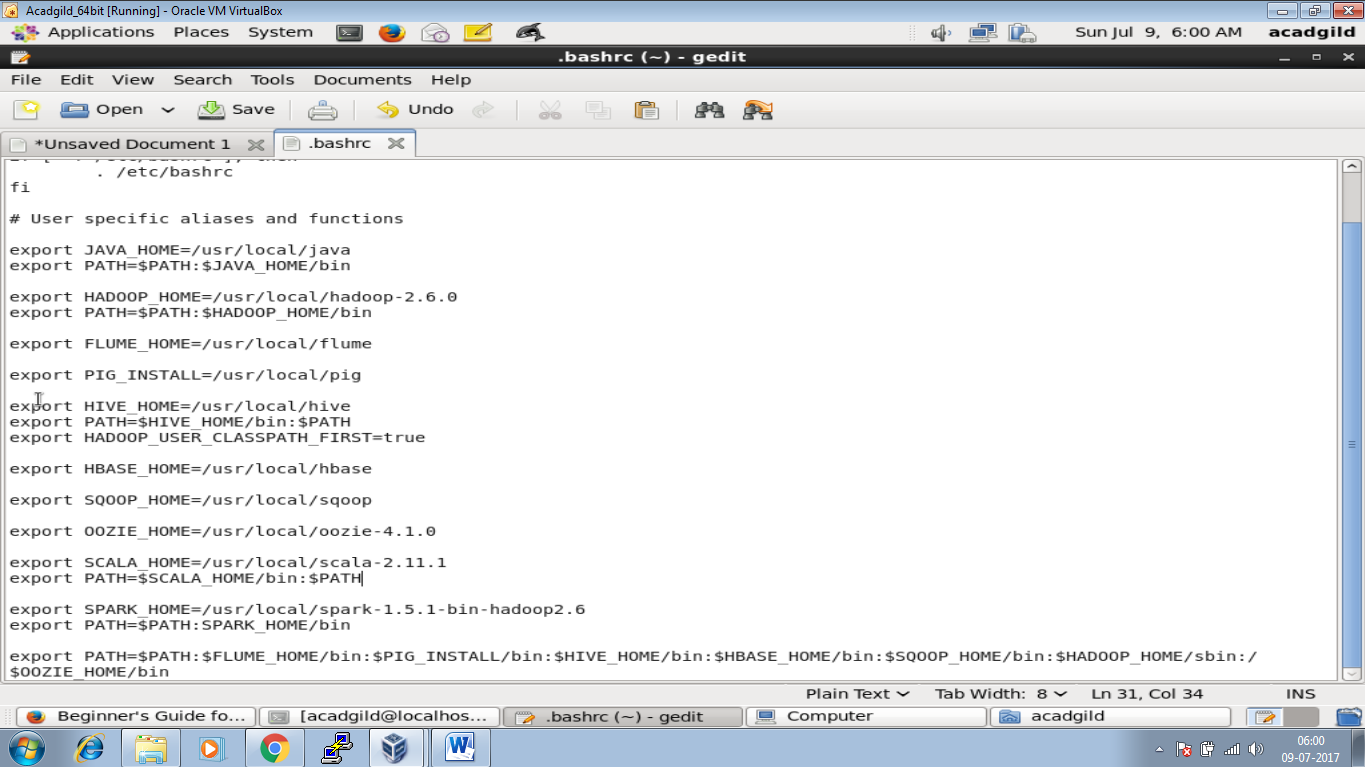 Acadgild_64bit [Running] - Oracle VM VirtualBox
Applications Places System Sun Jul 9, 6:00 AM acadgild
.bashrc (~) - gedit
File Edit View Search Tools Documents Help
Open Save Undo
*Unsaved Document 1 .bashrc
. /etc/bashrc
fi
# User specific aliases and functions
export JAVA_HOME=/usr/local/java
export PATH=$PATH:$JAVA_HOME/bin
export HADOOP_HOME=/usr/local/hadoop-2.6.0
export PATH=$PATH:$HADOOP_HOME/bin
export FLUME_HOME=/usr/local/flume
export PIG_INSTALL=/usr/local/pig
export HIVE_HOME=/usr/local/hive
export PATH=$HIVE_HOME/bin:$PATH
export HADOOP_USER_CLASSPATH_FIRST=true
export HBASE_HOME=/usr/local/hbase
export SQOOP_HOME=/usr/local/sqoop
export OOZIE_HOME=/usr/local/oozie-4.1.0
export SCALA_HOME=/usr/local/scala-2.11.1
export PATH=$SCALA_HOME/bin:$PATH
export SPARK_HOME=/usr/local/spark-1.5.1-bin-hadoop2.6
export PATH=$PATH:SPARK_HOME/bin
export PATH=$PATH:$FLUME_HOME/bin:$PIG_INSTALL/bin:$HIVE_HOME/bin:$HBASE_HOME/bin:$SQOOP_HOME/bin:$HADOOP_HOME/sbin:/
$OOZIE_HOME/bin
Plain Text Tab Width: 8 Ln 31, Col 34 INS
Beginner's Guide fo... [acadgild@localhos... .bashrc (~) - gedit Computer acadgild
06:00
09-07-2017